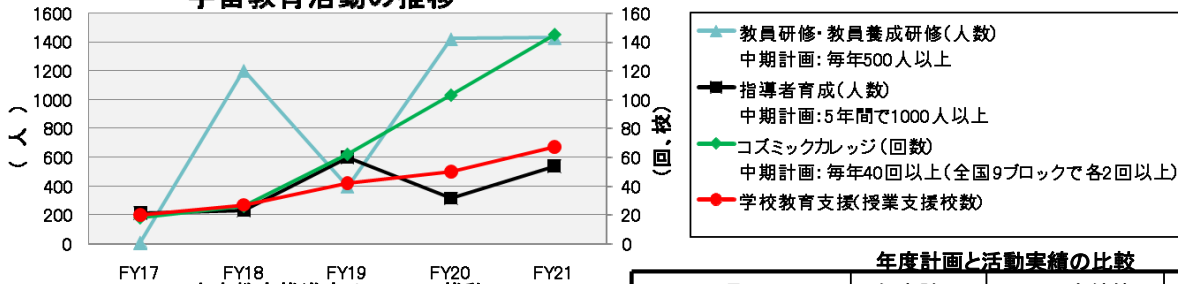 宇宙教育活動の推移
1600
1400
1200
1000
800
600
400
200
0
(人)
160
140
120
100
80
60
40
20
0
(回、校)
FY17 FY18 FY19 FY20 FY21
教員研修・教員養成研修(人数)
中期計画:毎年500人以上
指導者育成(人数)
中期計画:5年間で1000人以上
コズミックカレッジ(回数)
中期計画:毎年40回以上(全国9ブロックで各2回以上)
学校教育支援(授業支援校数)
年度計画と活動実績の比較